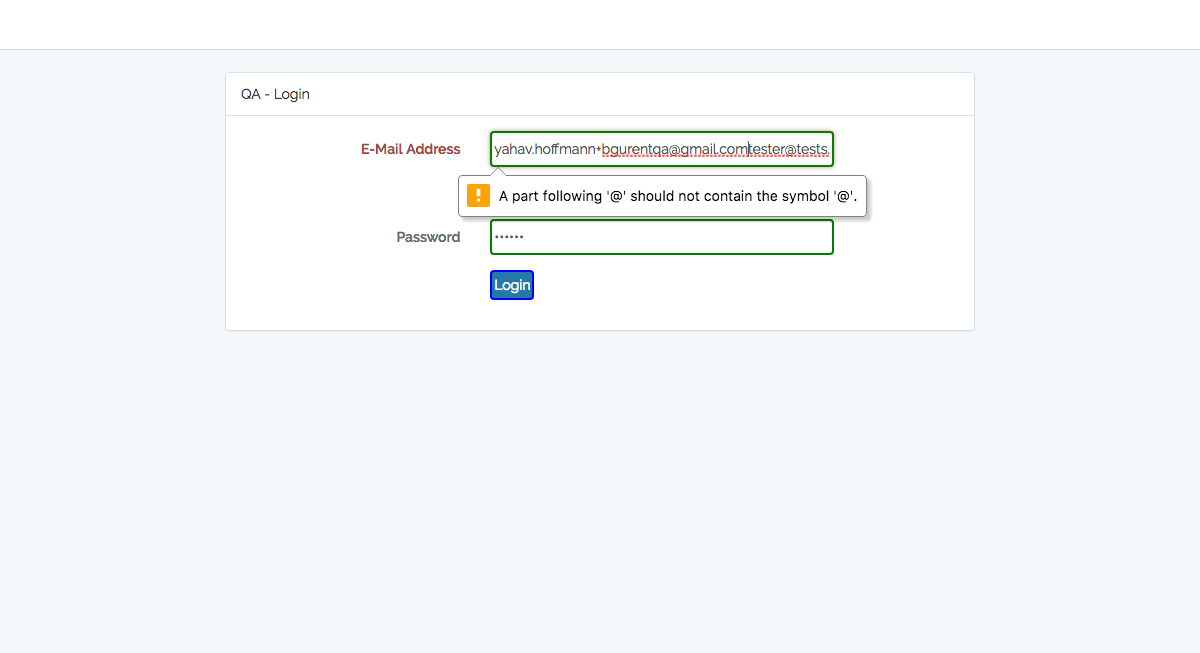 QA - Login
E-Mail Address
yahav.hoffmann+bgurentqa@gmail.comtester@tests.
A part following '@' should not contain the symbol '@'.
Password
••••••
Login